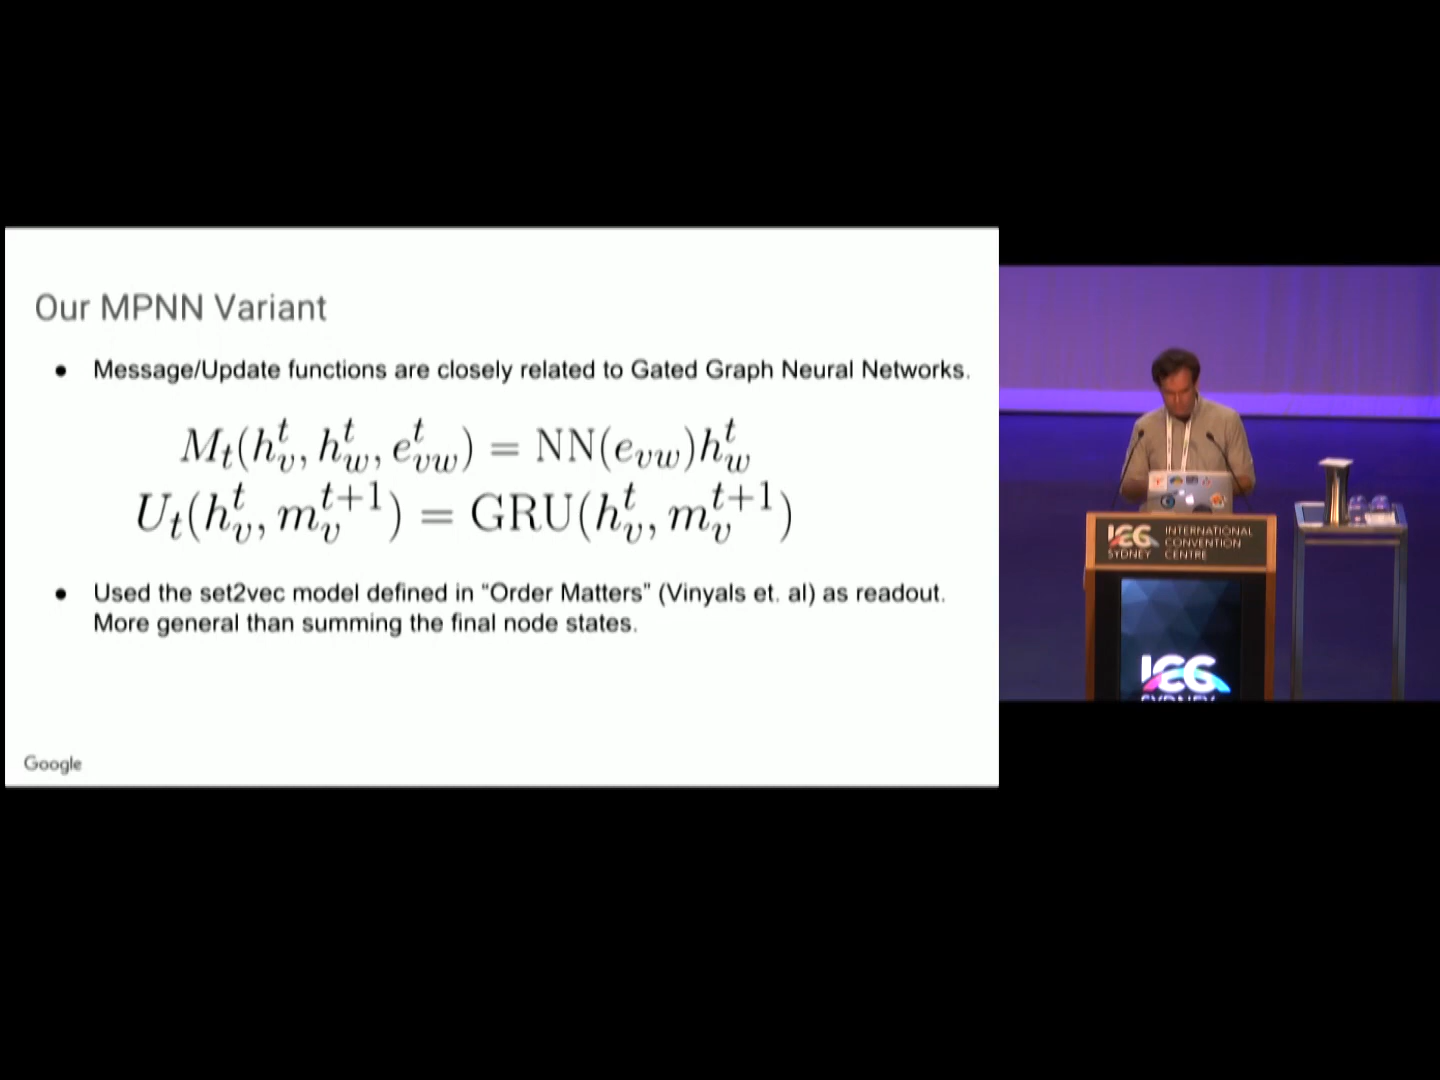 Our MPNN Variant
● Message/Update functions are closely related to Gated Graph Neural Networks.
M_t(h_v^t, h_w^t, e_{vw}^t) = NN(e_{vw})h_w^t
U_t(h_v^t, m_v^{t+1}) = GRU(h_v^t, m_v^{t+1})
● Used the set2vec model defined in "Order Matters" (Vinyals et. al) as readout.
More general than summing the final node states.
Google
ICC
SYDNEY
INTERNATIONAL
CONVENTION
CENTRE
ICC
SYDNEY